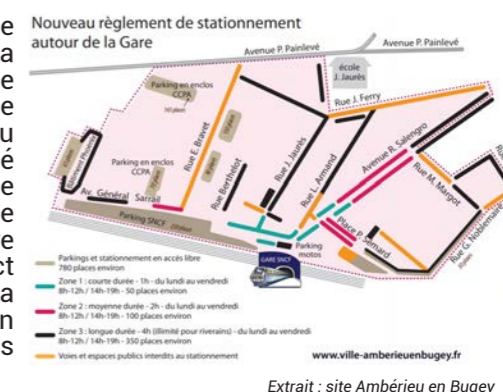 Nouveau règlement de stationnement
autour de la Gare
Avenue P. Painlevé
Avenue P. Painlevé
école
J. Jaurès
Parking en enclos
CCPA
Rue J. Ferry
Rue E. Bravet
Avenue R. Salengro
Parking en enclos
CCPA
Rue J. Jaurès
Rue L. Armand
Rue M. Margot
Rue Berthelot
Av. Général Sarrail
Place P. Sémard
Rue G. Noblemaire
Parking SNCF
Parking
motos
GARE SNCF
Parkings et stationnement en accès libre
780 places environ
Zone 1 : courte durée - 1h - du lundi au vendredi
8h-12h / 14h-19h - 50 places environ
Zone 2 : moyenne durée - 2h - du lundi au vendredi
8h-12h / 14h-19h - 100 places environ
Zone 3 : longue durée - 4h (illimité pour riverains) - du lundi au vendredi
8h-12h / 14h-19h - 350 places environ
Voies et espaces publics interdits au stationnement
www.ville-amberieuenbugey.fr
Extrait : site Ambérieu en Bugey